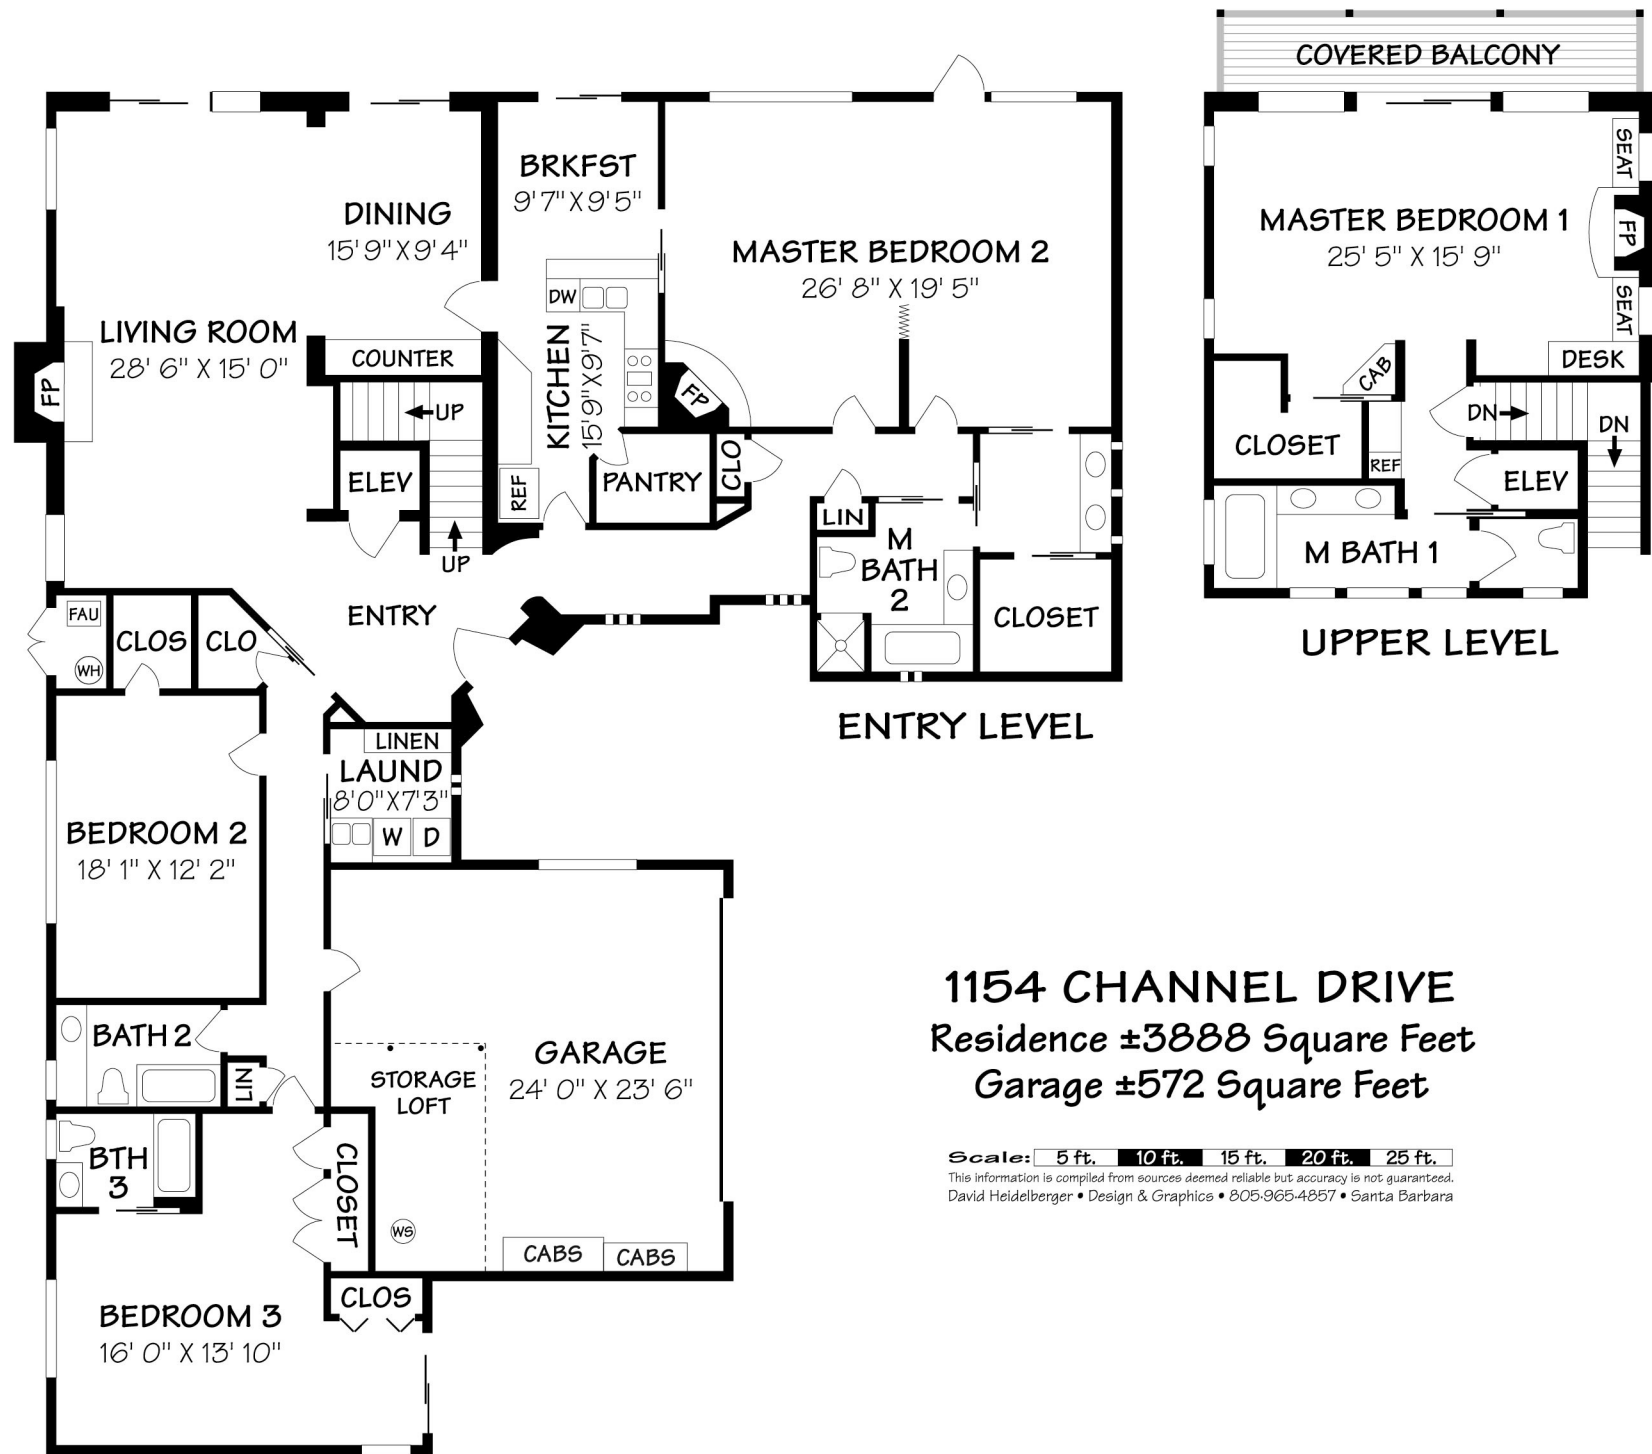 COVERED BALCONY
SEAT
MASTER BEDROOM 1
25' 5" X 15' 9"
FP
SEAT
DESK
CAB
DN
DN
CLOSET
REF
ELEV
M BATH 1
UPPER LEVEL
BRKFST
9'7"X9'5"
DINING
15'9"X9'4"
MASTER BEDROOM 2
26' 8" X 19' 5"
DW
LIVING ROOM
28' 6" X 15' 0"
COUNTER
KITCHEN
15'9"X9'7"
FP
FP
UP
ELEV
REF
PANTRY
CLO
LIN
UP
M
BATH
2
CLOSET
ENTRY
FAU
CLOS
CLO
WH
ENTRY LEVEL
LINEN
LAUND
8'0"X7'3"
W
D
BEDROOM 2
18' 1" X 12' 2"
BATH 2
LIN
STORAGE
LOFT
GARAGE
24' 0" X 23' 6"
BTH
3
CLOSET
WS
CABS
CABS
CLOS
BEDROOM 3
16' 0" X 13' 10"
1154 CHANNEL DRIVE
Residence ±3888 Square Feet
Garage ±572 Square Feet
Scale: 5 ft. 10 ft. 15 ft. 20 ft. 25 ft.
This information is compiled from sources deemed reliable but accuracy is not guaranteed.
David Heidelberger • Design & Graphics • 805•965•4857 • Santa Barbara